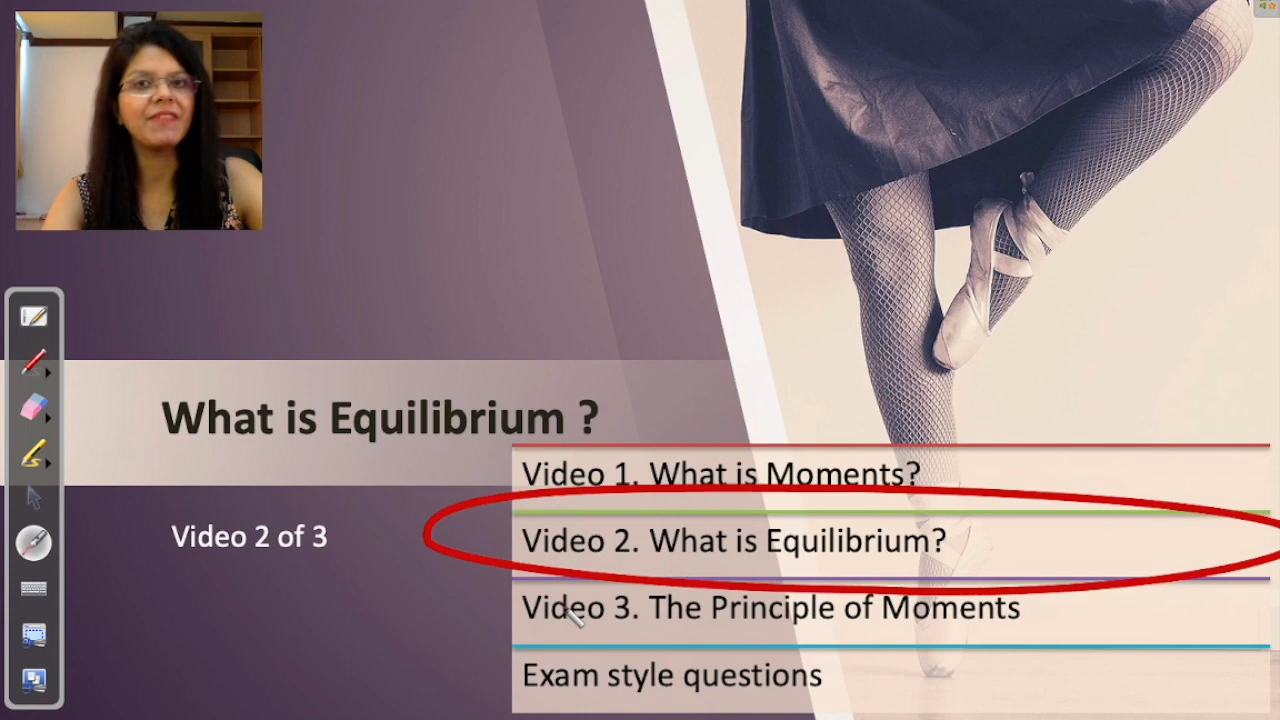 What is Equilibrium ?
Video 2 of 3
Video 1. What is Moments?
Video 2. What is Equilibrium?
Video 3. The Principle of Moments
Exam style questions